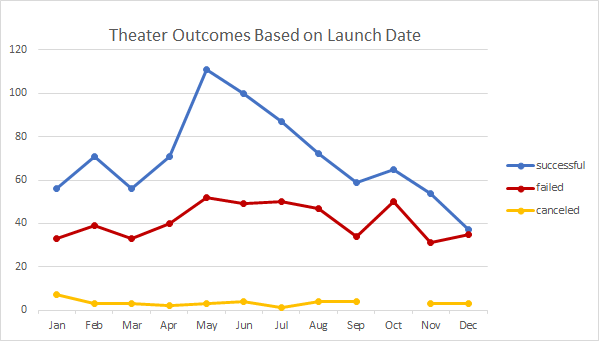 Theater Outcomes Based on Launch Date
120
100
80
60
40
20
0
Jan Feb Mar Apr May Jun Jul Aug Sep Oct Nov Dec
successful
failed
canceled